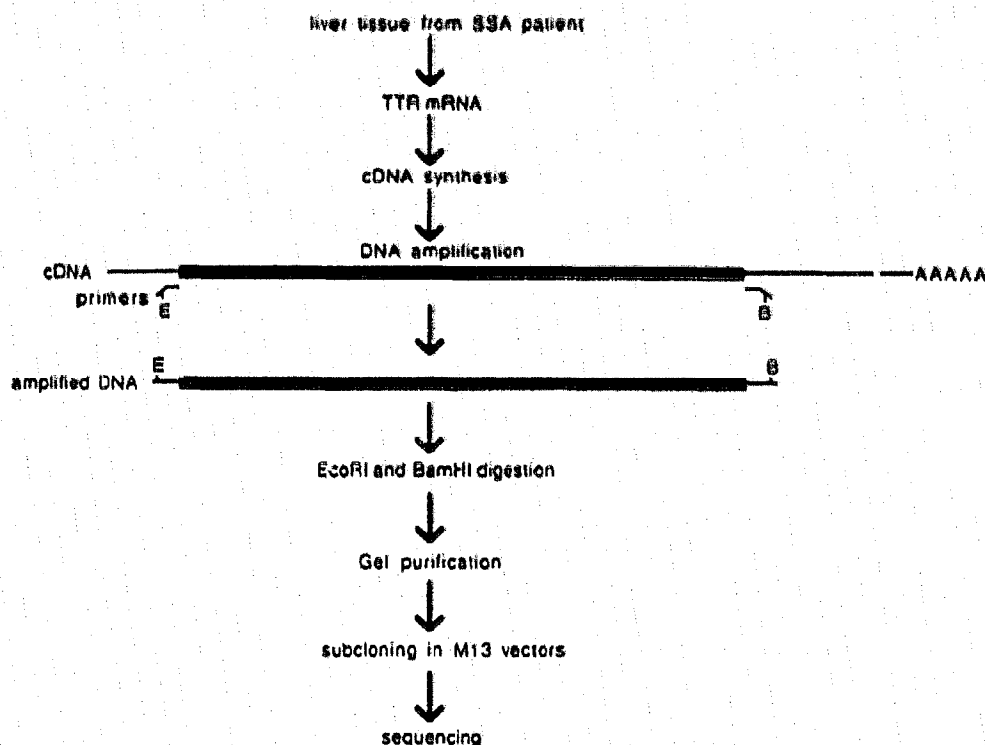 liver tissue from SSA patient
TTR mRNA
cDNA synthesis
DNA amplification
cDNA AAAAA
primers E B
E B
amplified DNA
EcoRI and BamHI digestion
Gel purification
subcloning in M13 vectors
sequencing